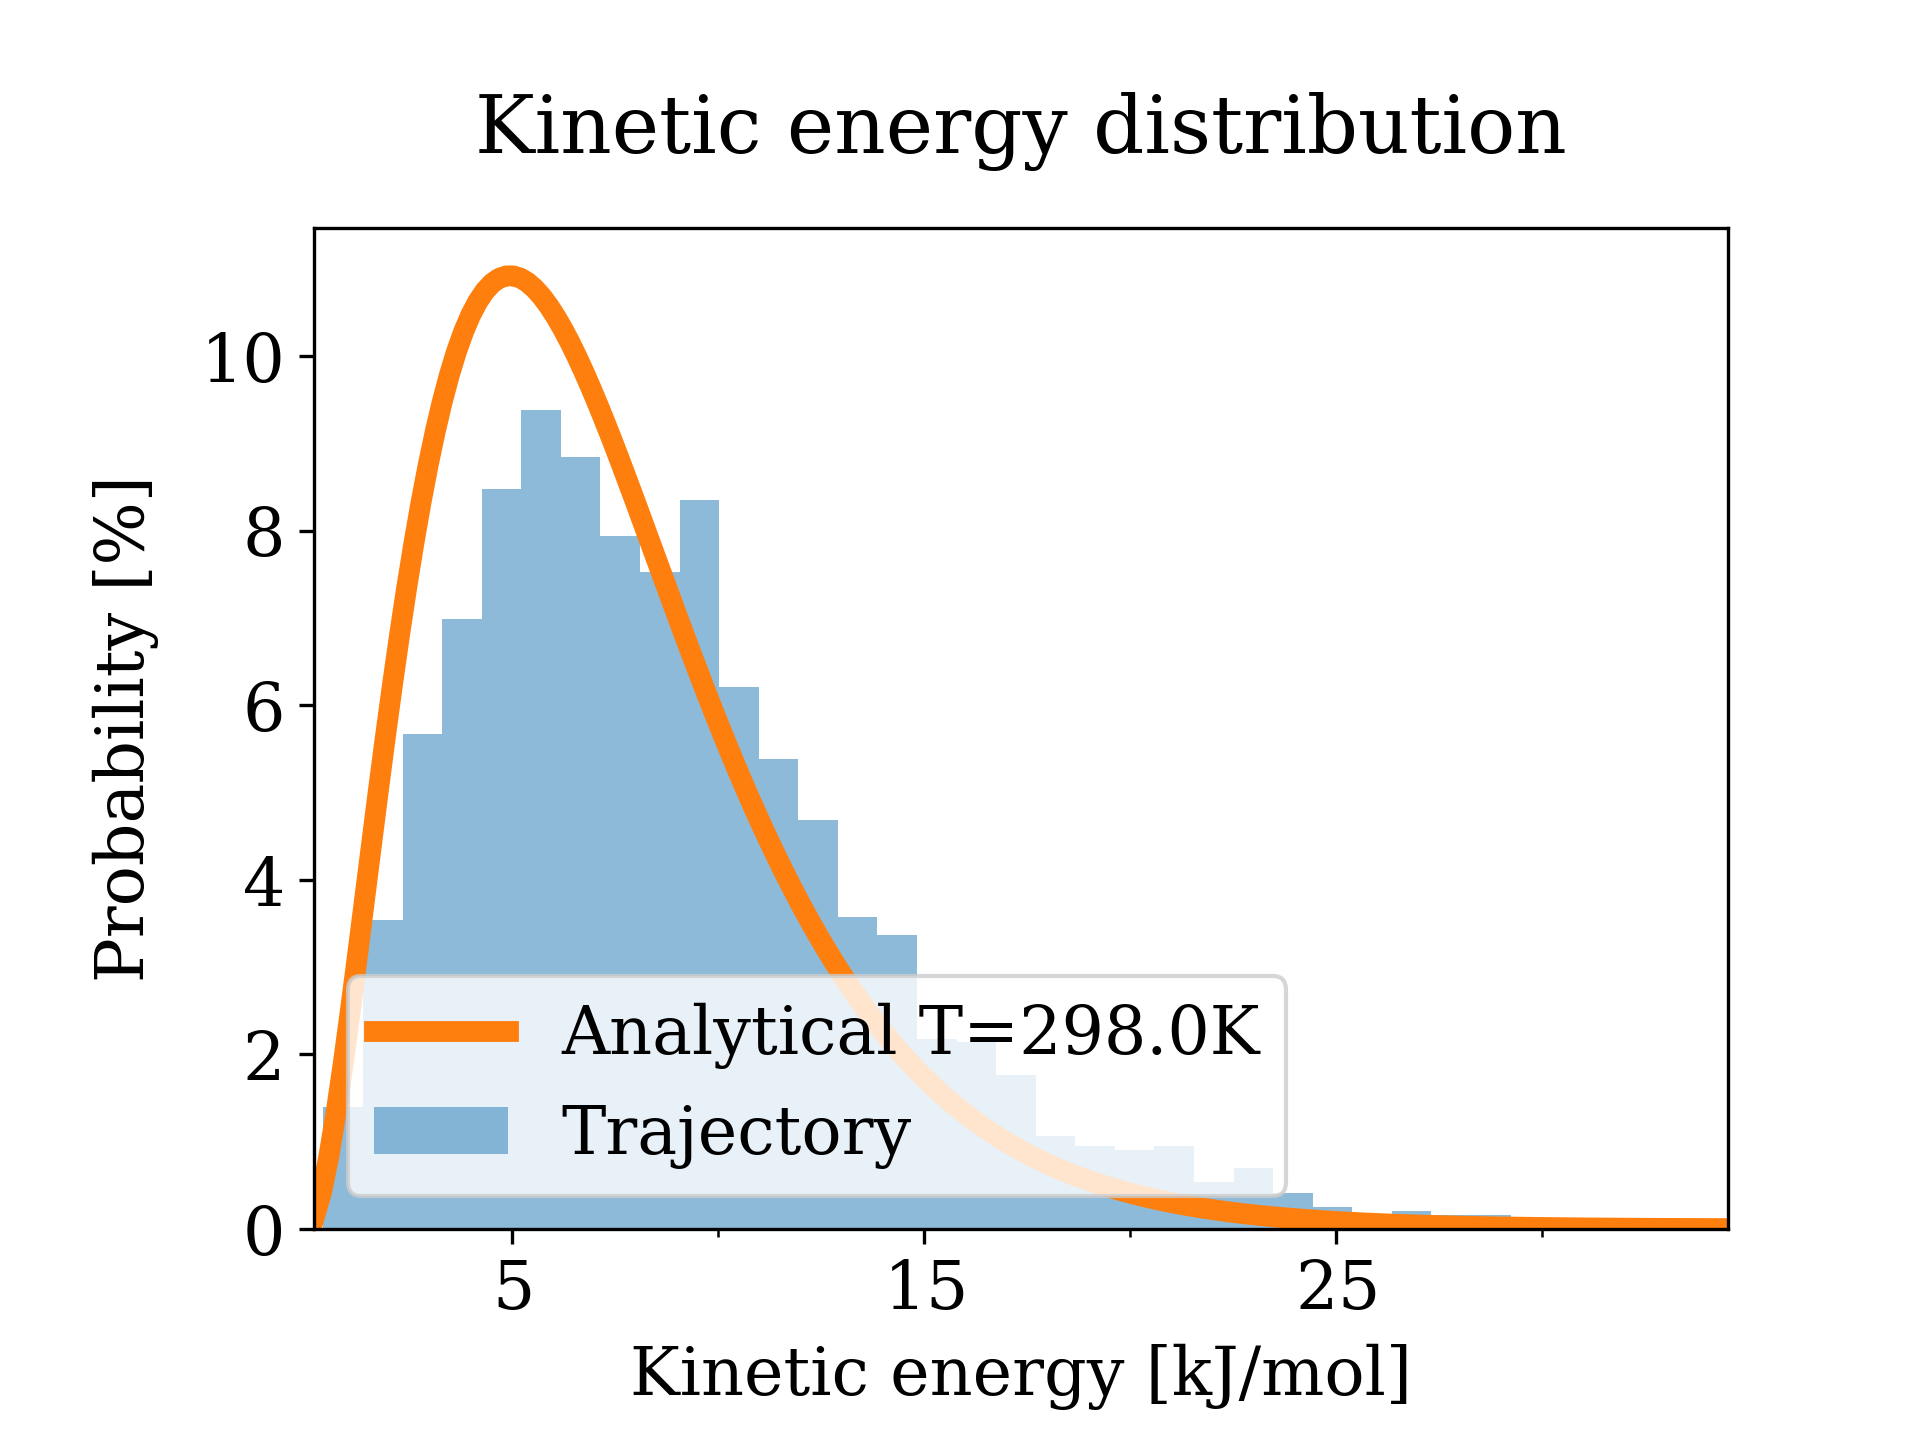 Kinetic energy distribution
Probability [%]
10
8
6
4
2
0
Analytical T=298.0K
Trajectory
5 15 25
Kinetic energy [kJ/mol]